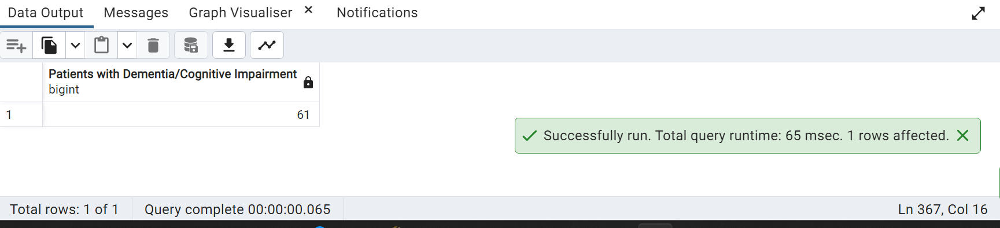 Data Output Messages Graph Visualiser × Notifications
Patients with Dementia/Cognitive Impairment
bigint
1 61
Successfully run. Total query runtime: 65 msec. 1 rows affected.
Total rows: 1 of 1 Query complete 00:00:00.065 Ln 367, Col 16